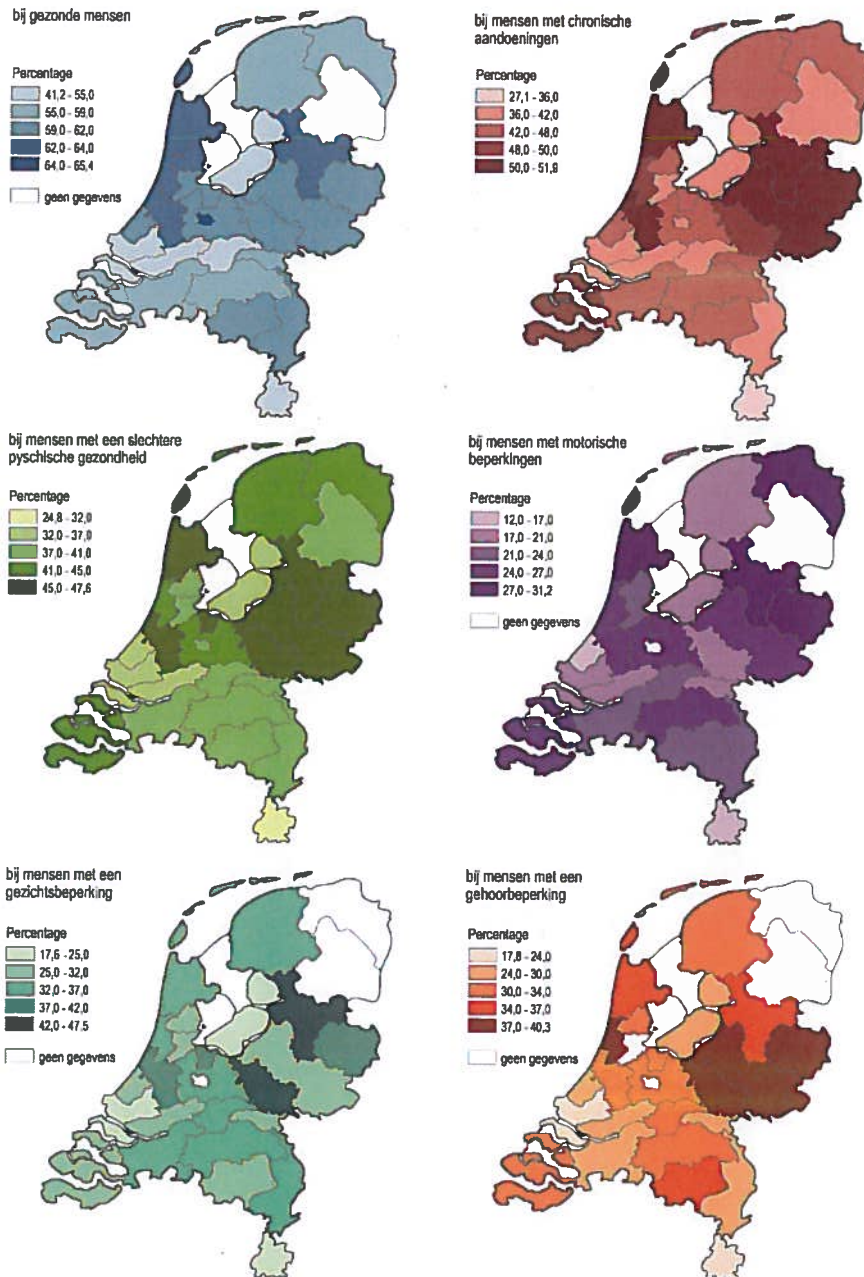 bij gezonde mensen
Percentage
41,2 - 55,0
55,0 - 59,0
59,0 - 62,0
62,0 - 64,0
64,0 - 65,4
geen gegevens
bij mensen met chronische
aandoeningen
Percentage
27,1 - 36,0
36,0 - 42,0
42,0 - 48,0
48,0 - 50,0
50,0 - 51,9
bij mensen met een slechtere
pyschische gezondheid
Percentage
24,8 - 32,0
32,0 - 37,0
37,0 - 41,0
41,0 - 45,0
45,0 - 47,6
bij mensen met motorische
beperkingen
Percentage
12,0 - 17,0
17,0 - 21,0
21,0 - 24,0
24,0 - 27,0
27,0 - 31,2
geen gegevens
bij mensen met een
gezichtsbeperking
Percentage
17,6 - 25,0
25,0 - 32,0
32,0 - 37,0
37,0 - 42,0
42,0 - 47,5
geen gegevens
bij mensen met een
gehoorbeperking
Percentage
17,8 - 24,0
24,0 - 30,0
30,0 - 34,0
34,0 - 37,0
37,0 - 40,3
geen gegevens